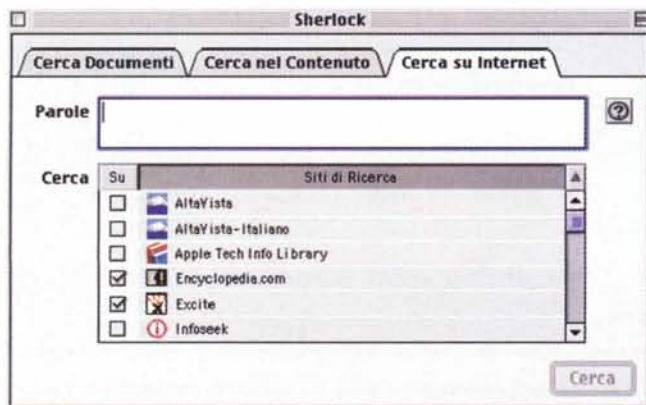 Sherlock
Cerca Documenti Cerca nel Contenuto Cerca su Internet
Parole
Cerca Su Siti di Ricerca
AltaVista
AltaVista-Italiano
Apple Tech Info Library
Encyclopedia.com
Excite
Infoseek
Cerca